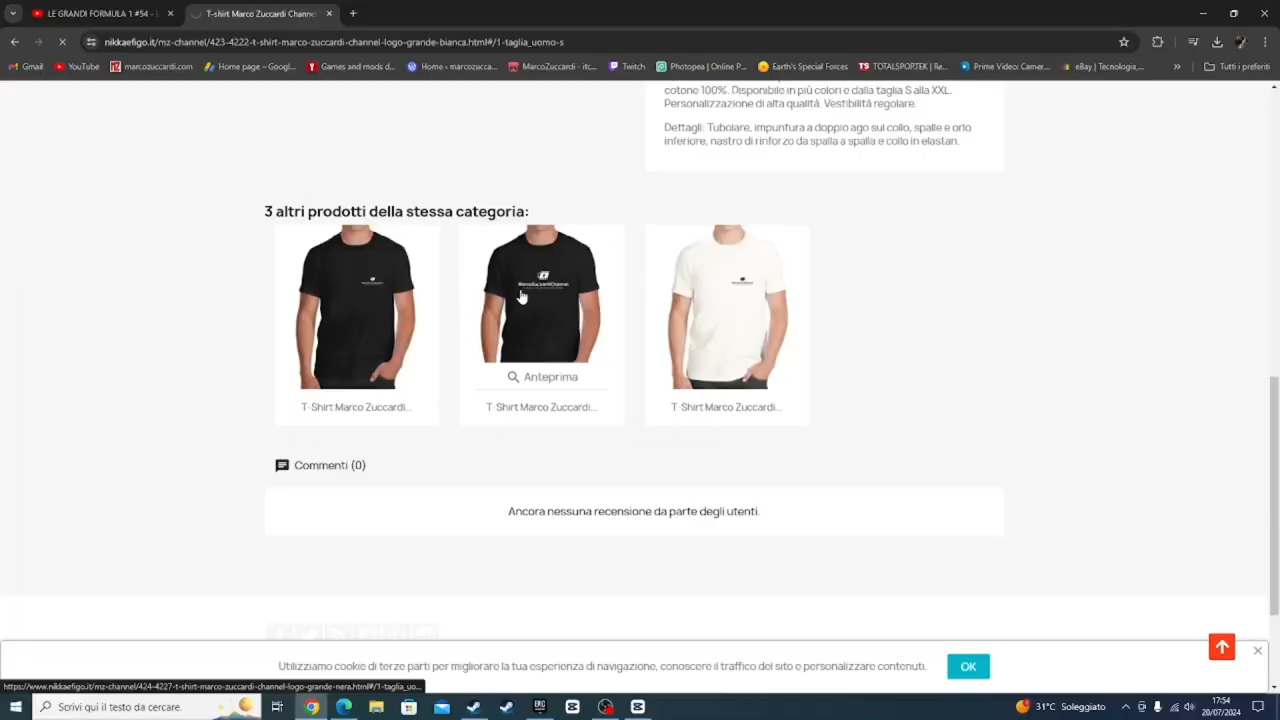 LE GRANDI FORMULA 1 #54 -
T-shirt Marco Zuccardi Channe
nikkaefigo.it/mz-channel/423-4222-t-shirt-marco-zuccardi-channel-logo-grande-bianca.html#/1-taglia_uomo-s
Gmail
YouTube
marcozuccardi.com
Home page – Googl...
Games and mods d...
Home - marcozucca...
MarcoZuccardi - itc...
Twitch
Photopea | Online P...
Earth's Special Forces
TOTALSPORTEK | Re...
Prime Video: Camer...
eBay | Tecnologia,...
Tutti i preferiti
cotone 100%. Disponibile in più colori e dalla taglia S alla XXL.
Personalizzazione di alta qualità. Vestibilità regolare.
Dettagli: Tubolare, impuntura a doppio ago sul collo, spalle e orlo
inferiore, nastro di rinforzo da spalla a spalla e collo in elastan.
3 altri prodotti della stessa categoria:
MarcoZuccardiChannel
Anteprima
T-Shirt Marco Zuccardi...
T-Shirt Marco Zuccardi...
T-Shirt Marco Zuccardi...
Commenti (0)
Ancora nessuna recensione da parte degli utenti.
Utilizziamo cookie di terze parti per migliorare la tua esperienza di navigazione, conoscere il traffico del sito e personalizzare contenuti.
OK
https://www.nikkaefigo.it/mz-channel/424-4227-t-shirt-marco-zuccardi-channel-logo-grande-nera.html#/1-taglia_uo...
Scrivi qui il testo da cercare.
31°C Soleggiato
17:54
20/07/2024